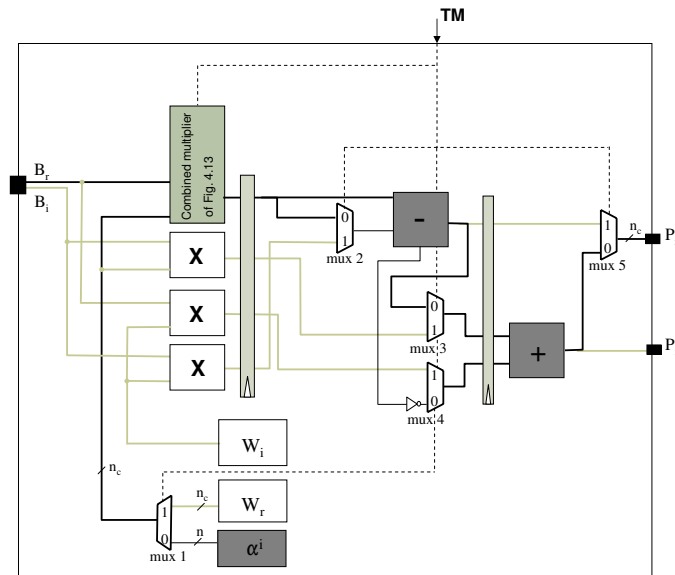 TM
Combined multiplier
of Fig. 4.13
B_r
B_i
X
X
X
0
1
mux 2
-
0
1
mux 3
1
0
mux 4
+
1
0
mux 5
n_c
P
P
W_i
n_c
n_c
W_r
1
0
mux 1
n
α^i